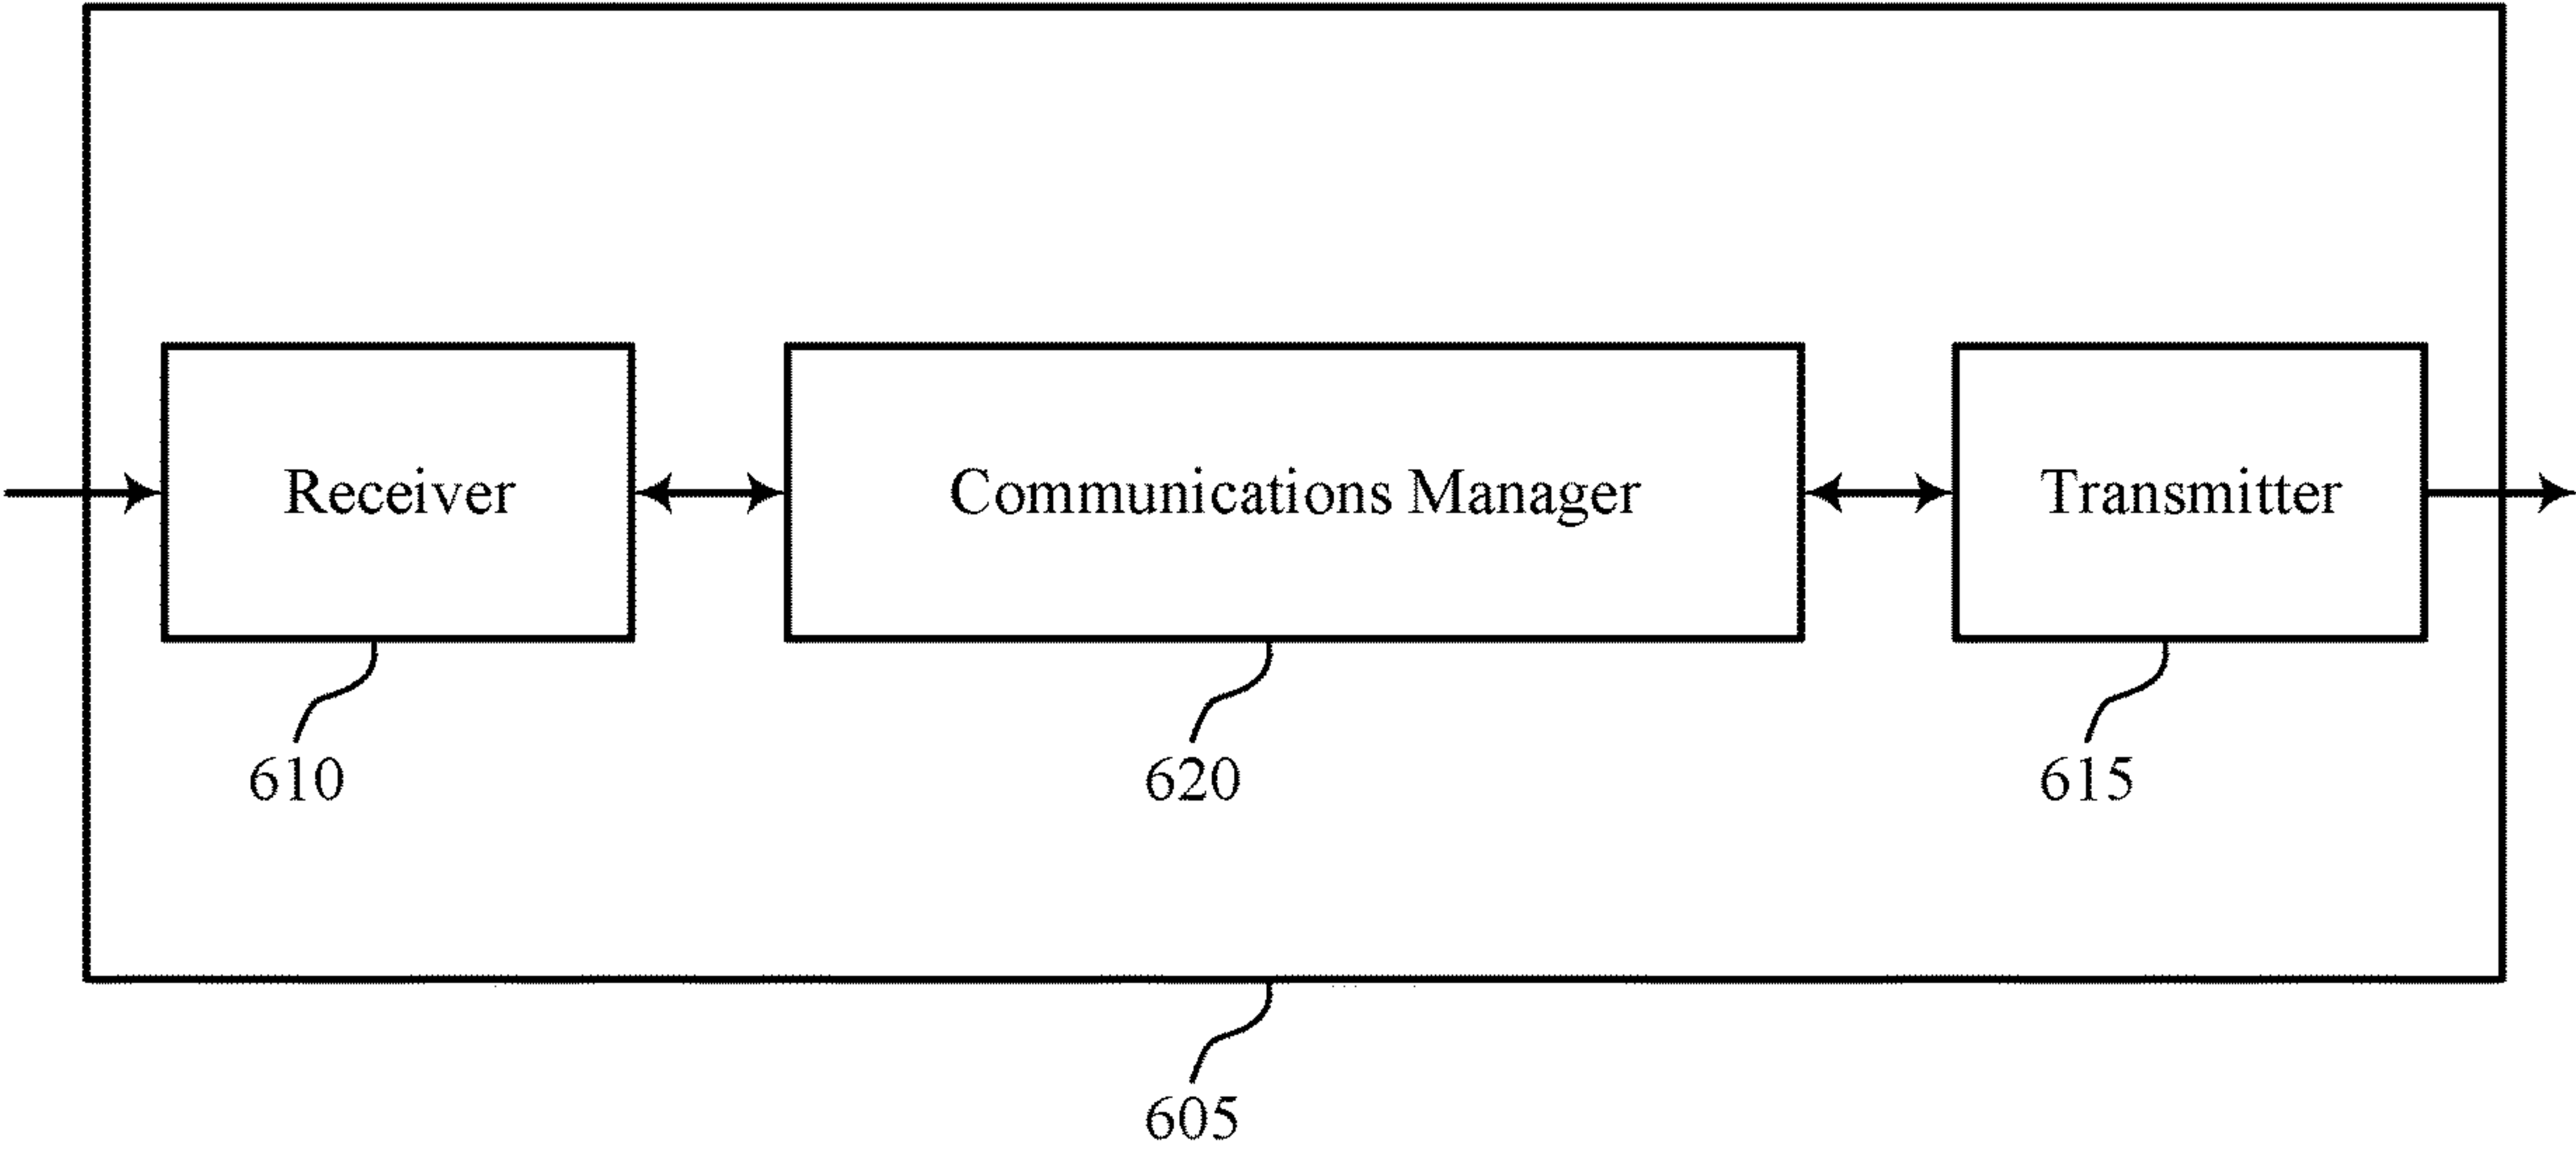 Receiver
Communications Manager
Transmitter
610
620
615
605